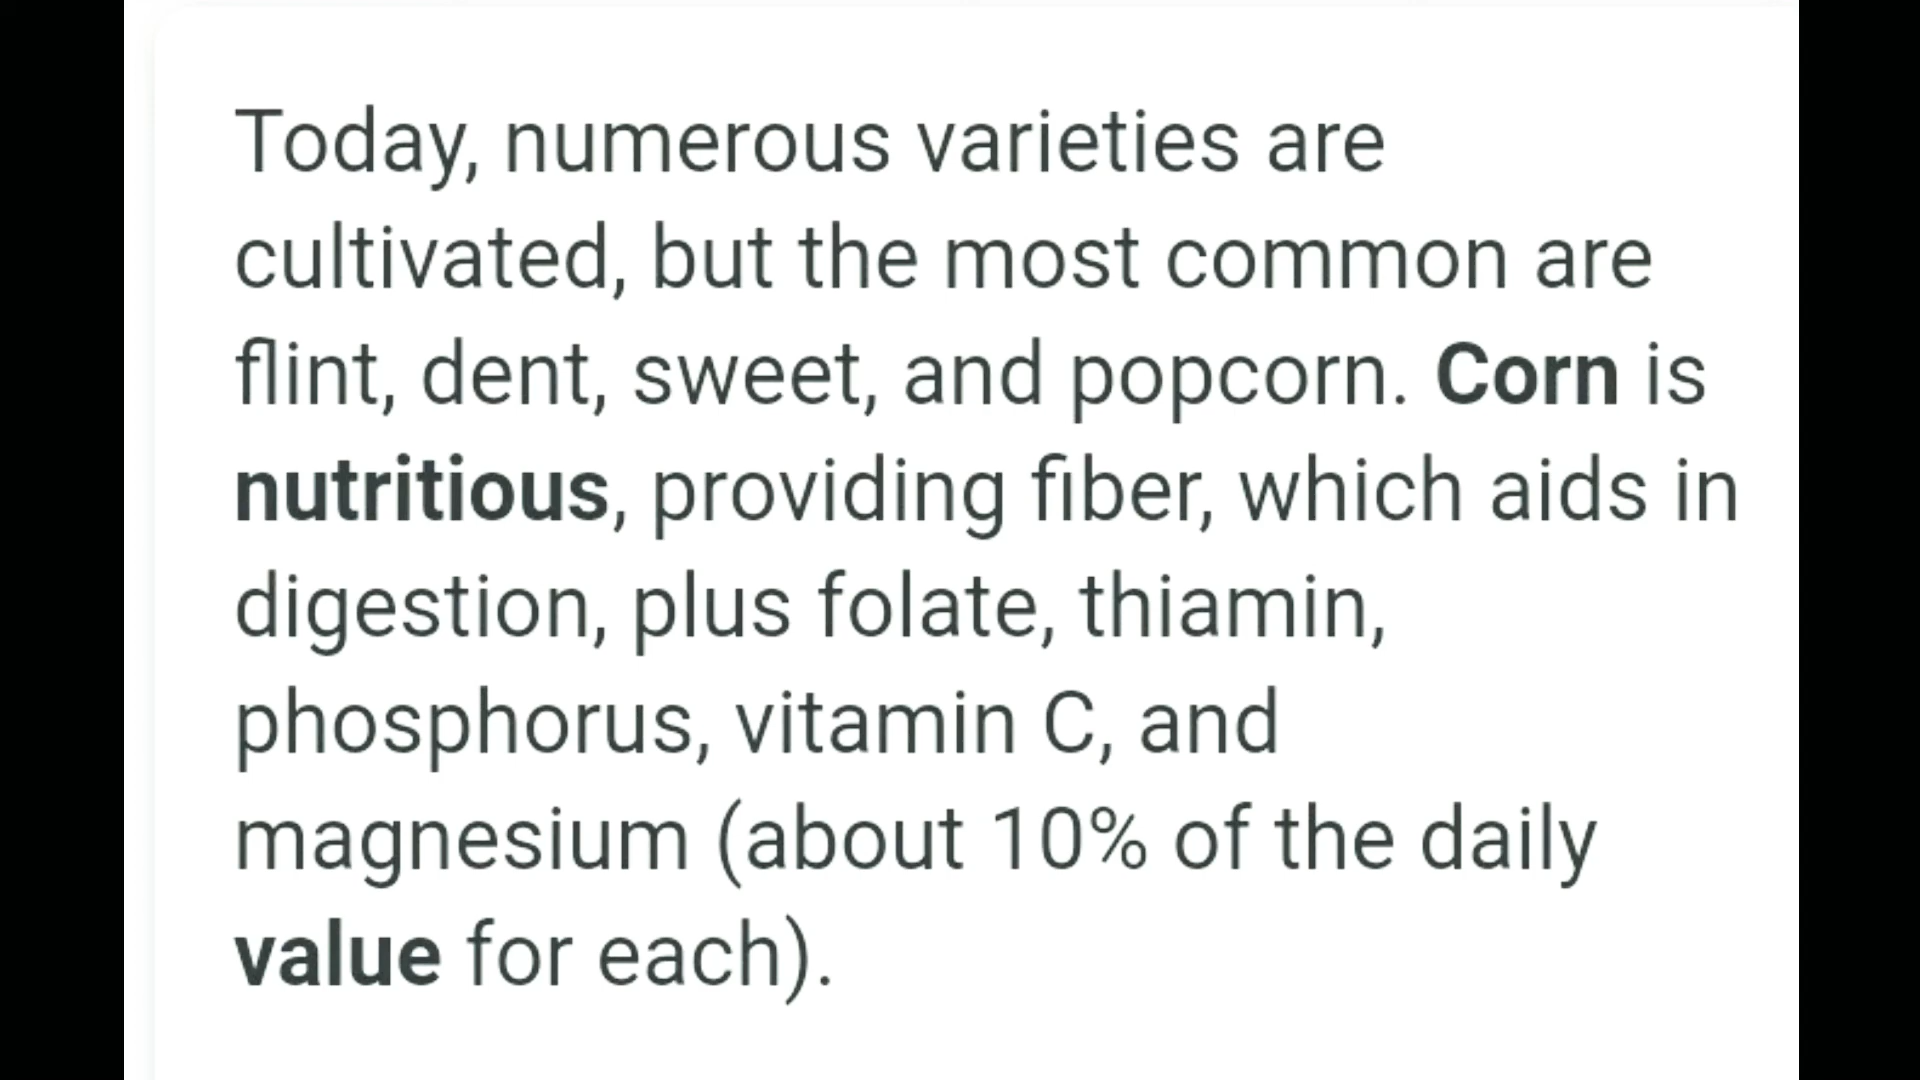 Today, numerous varieties are
cultivated, but the most common are
flint, dent, sweet, and popcorn. Corn is
nutritious, providing fiber, which aids in
digestion, plus folate, thiamin,
phosphorus, vitamin C, and
magnesium (about 10% of the daily
value for each).